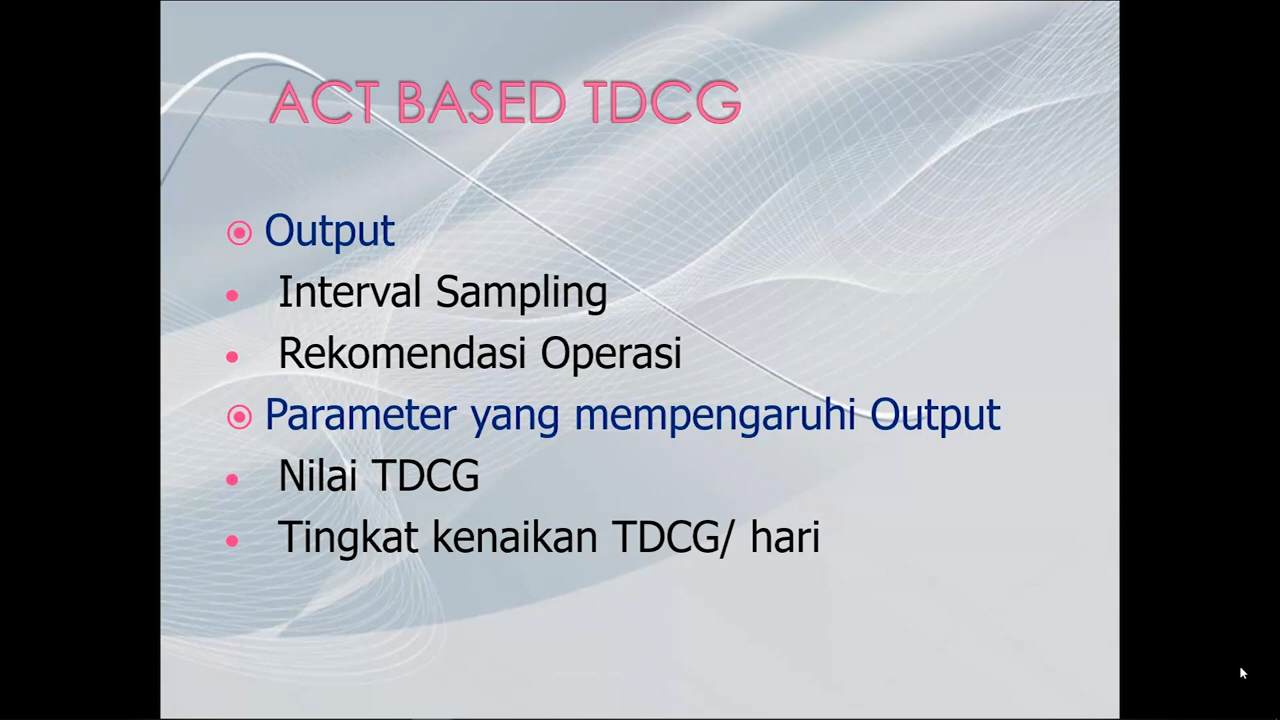 ACT BASED TDCG
Output
Interval Sampling
Rekomendasi Operasi
Parameter yang mempengaruhi Output
Nilai TDCG
Tingkat kenaikan TDCG/ hari